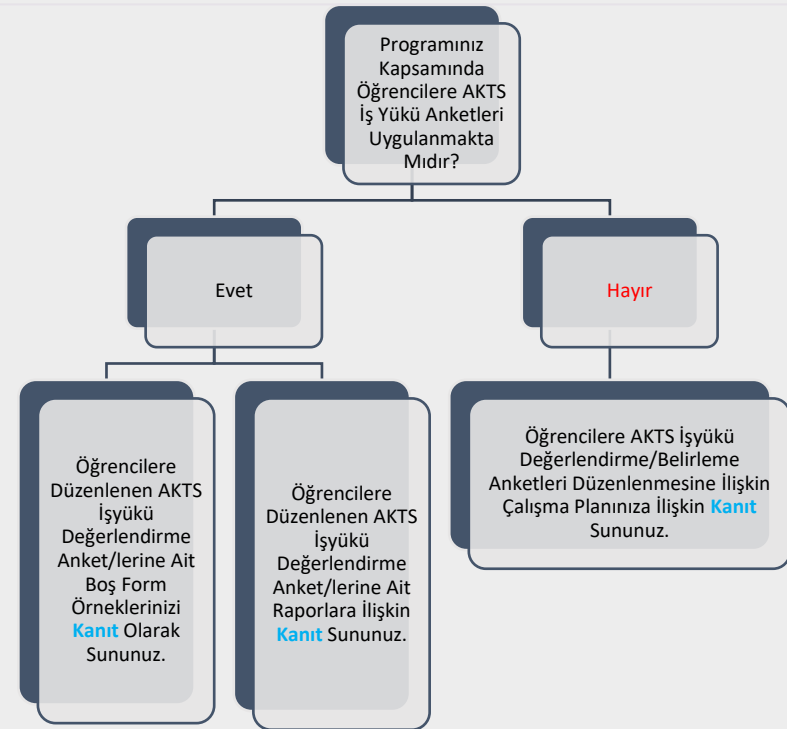 Programınız
Kapsamında
Öğrencilere AKTS
İş Yükü Anketleri
Uygulanmakta
Mıdır?
Evet
Hayır
Öğrencilere
Düzenlenen AKTS
İşyükü
Değerlendirme
Anket/lerine Ait
Boş Form
Örneklerinizi
Kanıt Olarak
Sununuz.
Öğrencilere
Düzenlenen AKTS
İşyükü
Değerlendirme
Anket/lerine Ait
Raporlara İlişkin
Kanıt Sununuz.
Öğrencilere AKTS İşyükü
Değerlendirme/Belirleme
Anketleri Düzenlenmesine İlişkin
Çalışma Planınıza İlişkin Kanıt
Sununuz.